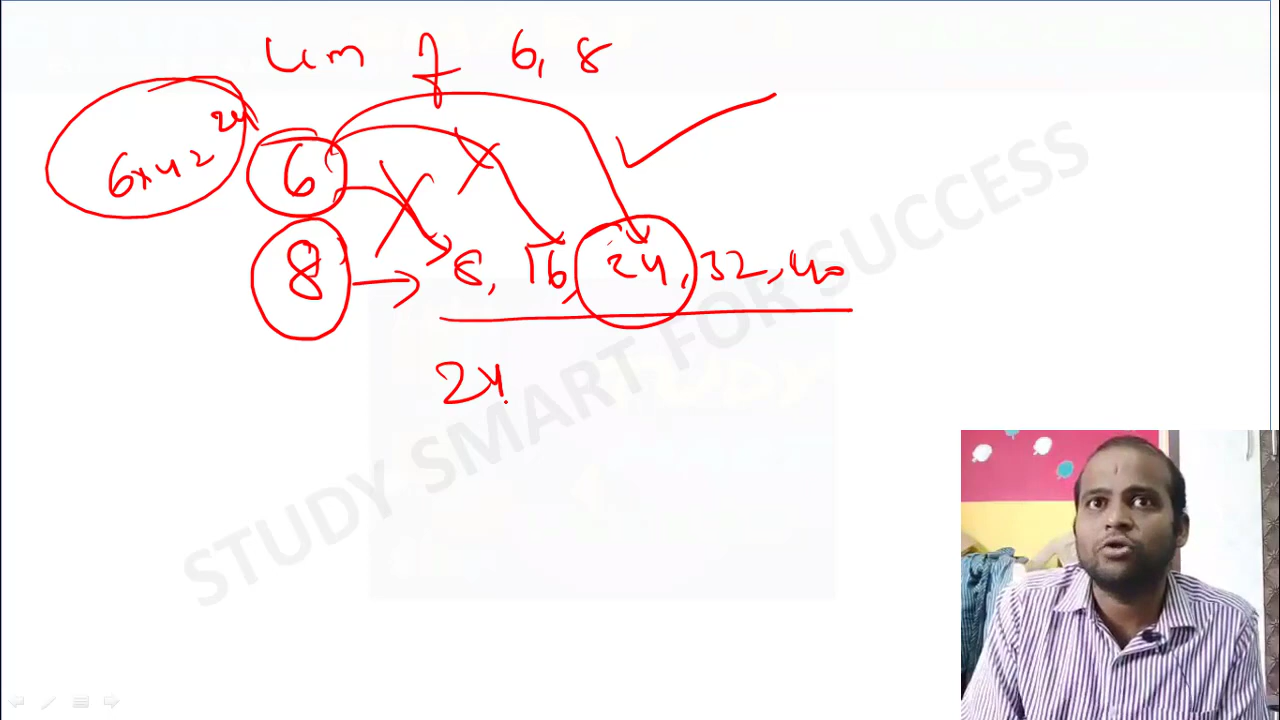 Lcm of 6, 8
6×4=24
6
8 → 8, 16, 24, 32, 40
24
STUDY SMART FOR SUCCESS